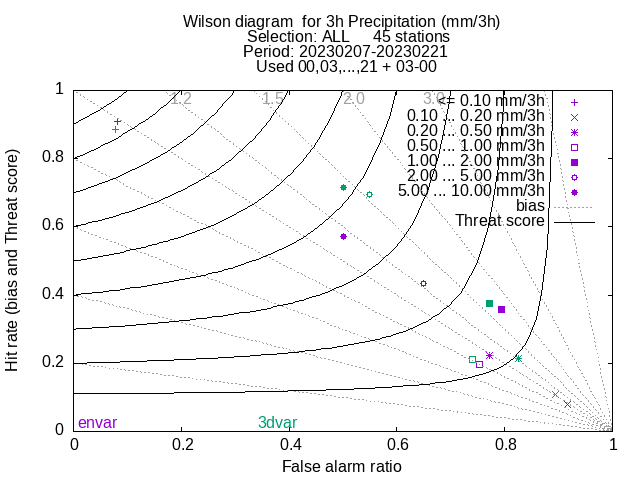 Wilson diagram  for 3h Precipitation (mm/3h)
Selection: ALL     45 stations
Period: 20230207-20230221
Used 00,03,...,21 + 03-00
1.2
1.5
2.0
3.0
<= 0.10 mm/3h
0.10 ... 0.20 mm/3h
0.20 ... 0.50 mm/3h
0.50 ... 1.00 mm/3h
1.00 ... 2.00 mm/3h
2.00 ... 5.00 mm/3h
5.00 ... 10.00 mm/3h
bias
Threat score
Hit rate (bias and Threat score)
1
0.8
0.6
0.4
0.2
0
envar
3dvar
0
0.2
0.4
0.6
0.8
1
False alarm ratio